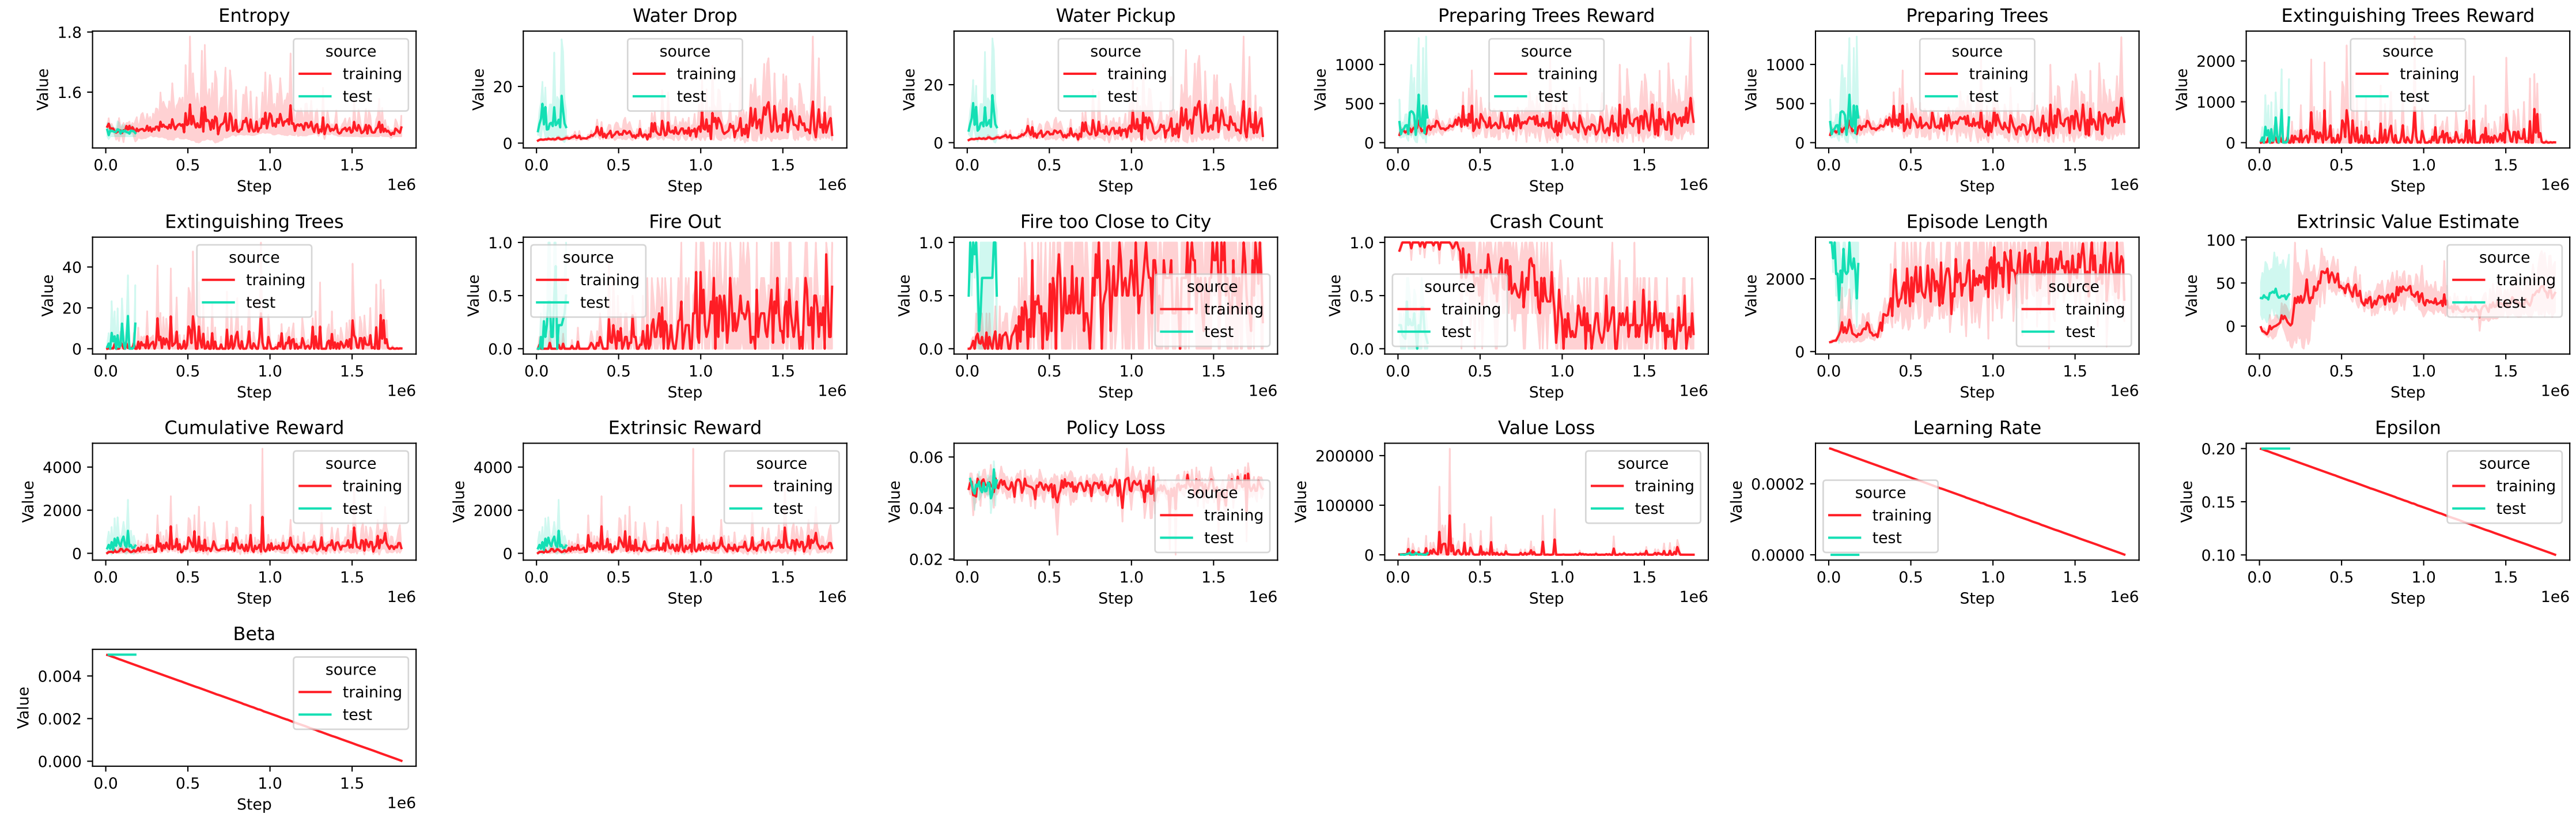 Entropy
Value
1.8
1.6
source
training
test
0.0 0.5 1.0 1.5
Step
1e6
Water Drop
Value
20
0
source
training
test
0.0 0.5 1.0 1.5
Step
1e6
Water Pickup
Value
20
0
source
training
test
0.0 0.5 1.0 1.5
Step
1e6
Preparing Trees Reward
Value
1000
500
0
source
training
test
0.0 0.5 1.0 1.5
Step
1e6
Preparing Trees
Value
1000
500
0
source
training
test
0.0 0.5 1.0 1.5
Step
1e6
Extinguishing Trees Reward
Value
2000
1000
0
source
training
test
0.0 0.5 1.0 1.5
Step
1e6
Extinguishing Trees
Value
40
20
0
source
training
test
0.0 0.5 1.0 1.5
Step
1e6
Fire Out
Value
1.0
0.5
0.0
source
training
test
0.0 0.5 1.0 1.5
Step
1e6
Fire too Close to City
Value
1.0
0.5
0.0
source
training
test
0.0 0.5 1.0 1.5
Step
1e6
Crash Count
Value
1.0
0.5
0.0
source
training
test
0.0 0.5 1.0 1.5
Step
1e6
Episode Length
Value
2000
0
source
training
test
0.0 0.5 1.0 1.5
Step
1e6
Extrinsic Value Estimate
Value
100
50
0
source
training
test
0.0 0.5 1.0 1.5
Step
1e6
Cumulative Reward
Value
4000
2000
0
source
training
test
0.0 0.5 1.0 1.5
Step
1e6
Extrinsic Reward
Value
4000
2000
0
source
training
test
0.0 0.5 1.0 1.5
Step
1e6
Policy Loss
Value
0.06
0.04
0.02
source
training
test
0.0 0.5 1.0 1.5
Step
1e6
Value Loss
Value
200000
100000
0
source
training
test
0.0 0.5 1.0 1.5
Step
1e6
Learning Rate
Value
0.0002
0.0000
source
training
test
0.0 0.5 1.0 1.5
Step
1e6
Epsilon
Value
0.20
0.15
0.10
source
training
test
0.0 0.5 1.0 1.5
Step
1e6
Beta
Value
0.004
0.002
0.000
source
training
test
0.0 0.5 1.0 1.5
Step
1e6